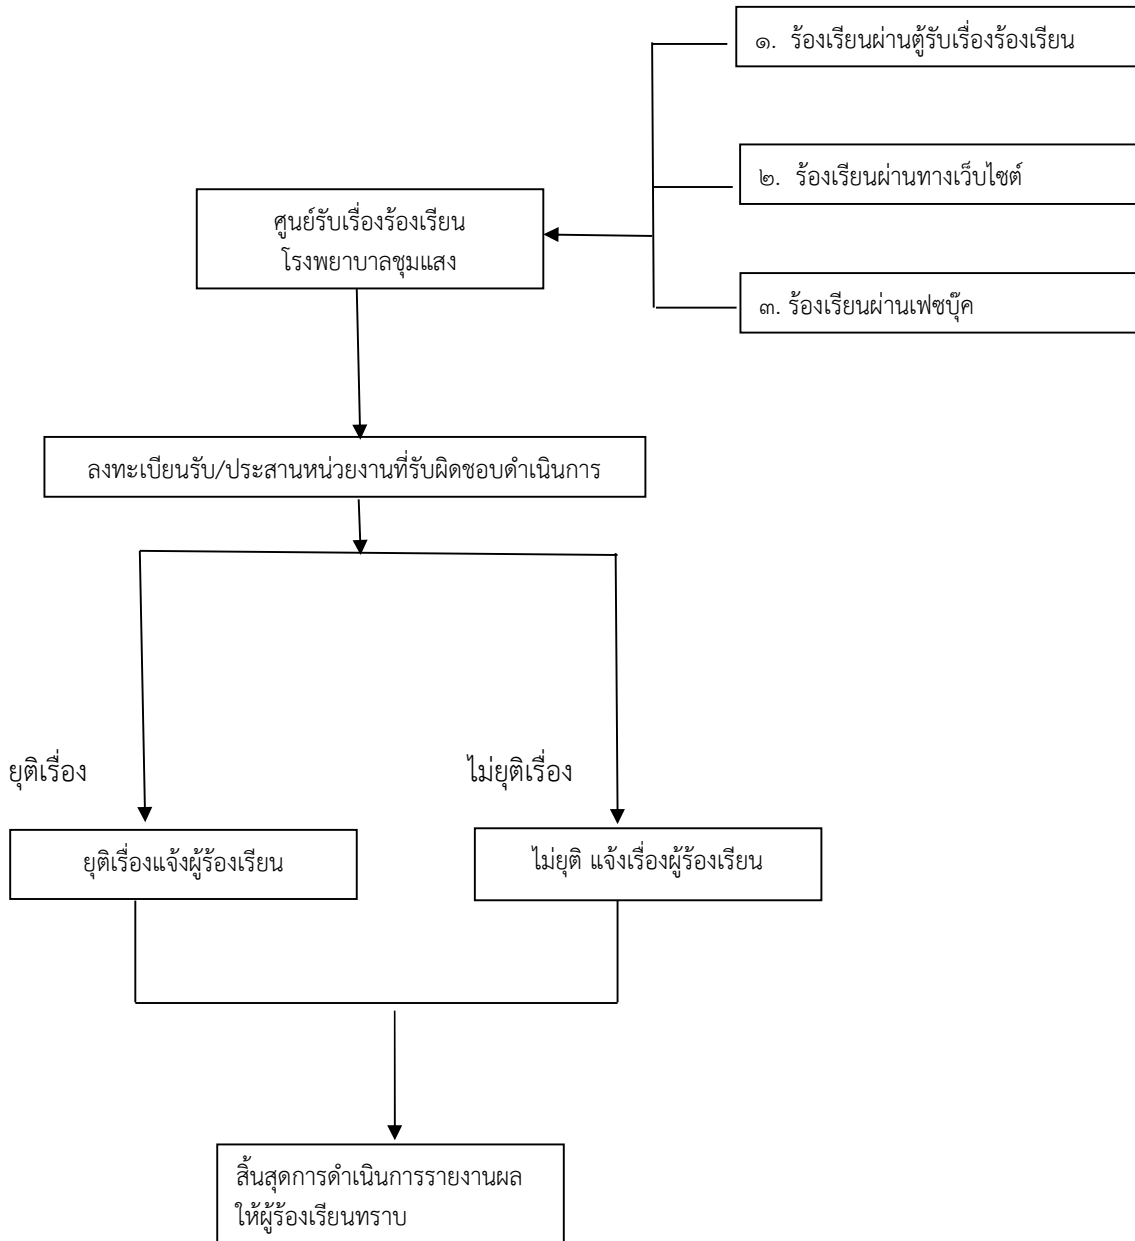 ๑. ร้องเรียนผ่านตู้รับเรื่องร้องเรียน
๒. ร้องเรียนผ่านทางเว็บไซต์
ศูนย์รับเรื่องร้องเรียน
โรงพยาบาลชุมแสง
๓. ร้องเรียนผ่านเฟซบุ๊ค
ลงทะเบียนรับ/ประสานหน่วยงานที่รับผิดชอบดำเนินการ
ยุติเรื่อง
ไม่ยุติเรื่อง
ยุติเรื่องแจ้งผู้ร้องเรียน
ไม่ยุติ แจ้งเรื่องผู้ร้องเรียน
สิ้นสุดการดำเนินการรายงานผล
ให้ผู้ร้องเรียนทราบ